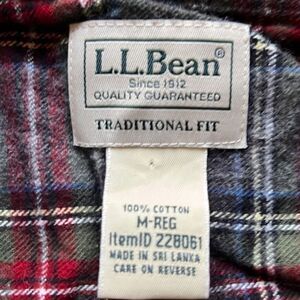 L.L.Bean®
Since 1912
QUALITY GUARANTEED
TRADITIONAL FIT
100% COTTON
M-REG
ItemID 228061
MADE IN SRI LANKA
CARE ON REVERSE